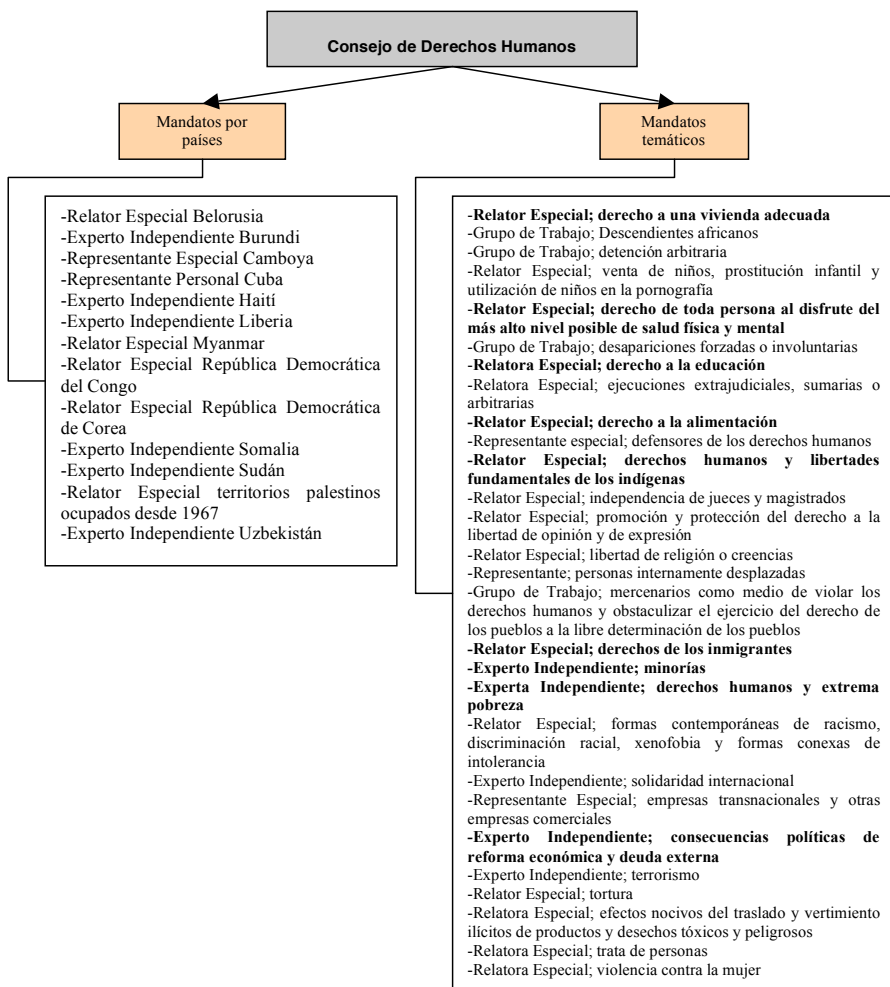 Consejo de Derechos Humanos
Mandatos por
países
Mandatos
temáticos
-Relator Especial Belorusia
-Experto Independiente Burundi
-Representante Especial Camboya
-Representante Personal Cuba
-Experto Independiente Haití
-Experto Independiente Liberia
-Relator Especial Myanmar
-Relator Especial República Democrática
del Congo
-Relator Especial República Democrática
de Corea
-Experto Independiente Somalia
-Experto Independiente Sudán
-Relator Especial territorios palestinos
ocupados desde 1967
-Experto Independiente Uzbekistán
-Relator Especial; derecho a una vivienda adecuada
-Grupo de Trabajo; Descendientes africanos
-Grupo de Trabajo; detención arbitraria
-Relator Especial; venta de niños, prostitución infantil y
utilización de niños en la pornografía
-Relator Especial; derecho de toda persona al disfrute del
más alto nivel posible de salud física y mental
-Grupo de Trabajo; desapariciones forzadas o involuntarias
-Relatora Especial; derecho a la educación
-Relatora Especial; ejecuciones extrajudiciales, sumarias o
arbitrarias
-Relator Especial; derecho a la alimentación
-Representante especial; defensores de los derechos humanos
-Relator Especial; derechos humanos y libertades
fundamentales de los indígenas
-Relator Especial; independencia de jueces y magistrados
-Relator Especial; promoción y protección del derecho a la
libertad de opinión y de expresión
-Relator Especial; libertad de religión o creencias
-Representante; personas internamente desplazadas
-Grupo de Trabajo; mercenarios como medio de violar los
derechos humanos y obstaculizar el ejercicio del derecho de
los pueblos a la libre determinación de los pueblos
-Relator Especial; derechos de los inmigrantes
-Experto Independiente; minorías
-Experta Independiente; derechos humanos y extrema
pobreza
-Relator Especial; formas contemporáneas de racismo,
discriminación racial, xenofobia y formas conexas de
intolerancia
-Experto Independiente; solidaridad internacional
-Representante Especial; empresas transnacionales y otras
empresas comerciales
-Experto Independiente; consecuencias políticas de
reforma económica y deuda externa
-Experto Independiente; terrorismo
-Relator Especial; tortura
-Relatora Especial; efectos nocivos del traslado y vertimiento
ilícitos de productos y desechos tóxicos y peligrosos
-Relatora Especial; trata de personas
-Relatora Especial; violencia contra la mujer